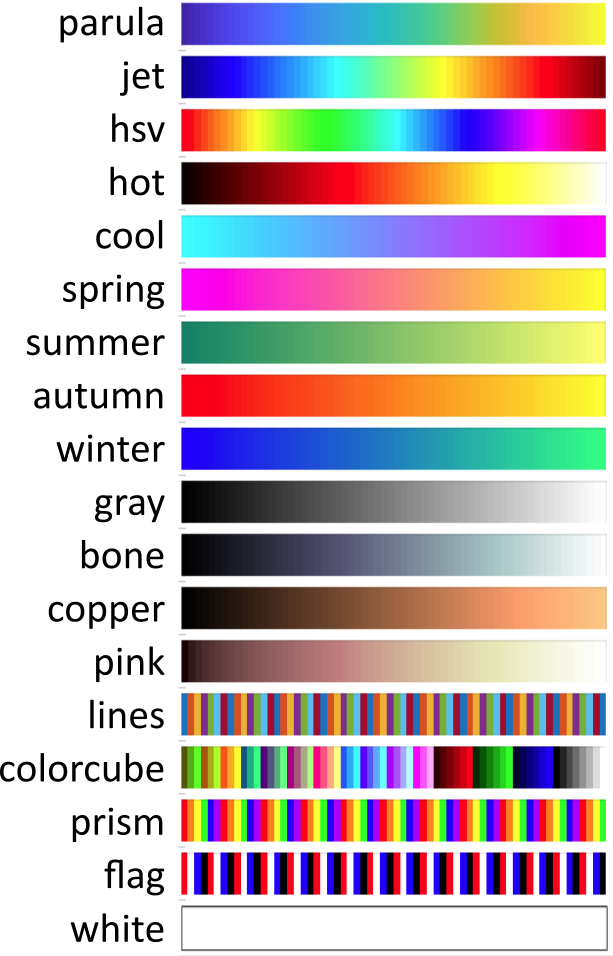 parula
jet
hsv
hot
cool
spring
summer
autumn
winter
gray
bone
copper
pink
lines
colorcube
prism
flag
white